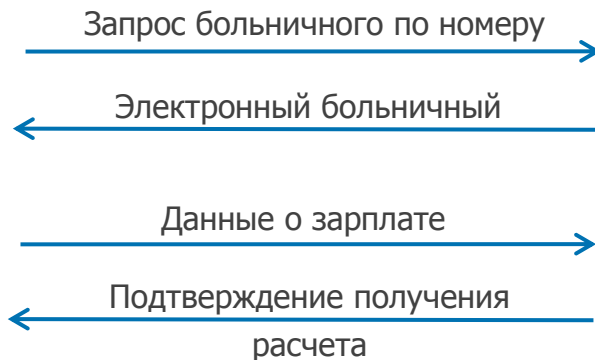 Запрос больничного по номеру
Электронный больничный
Данные о зарплате
Подтверждение получения
расчета